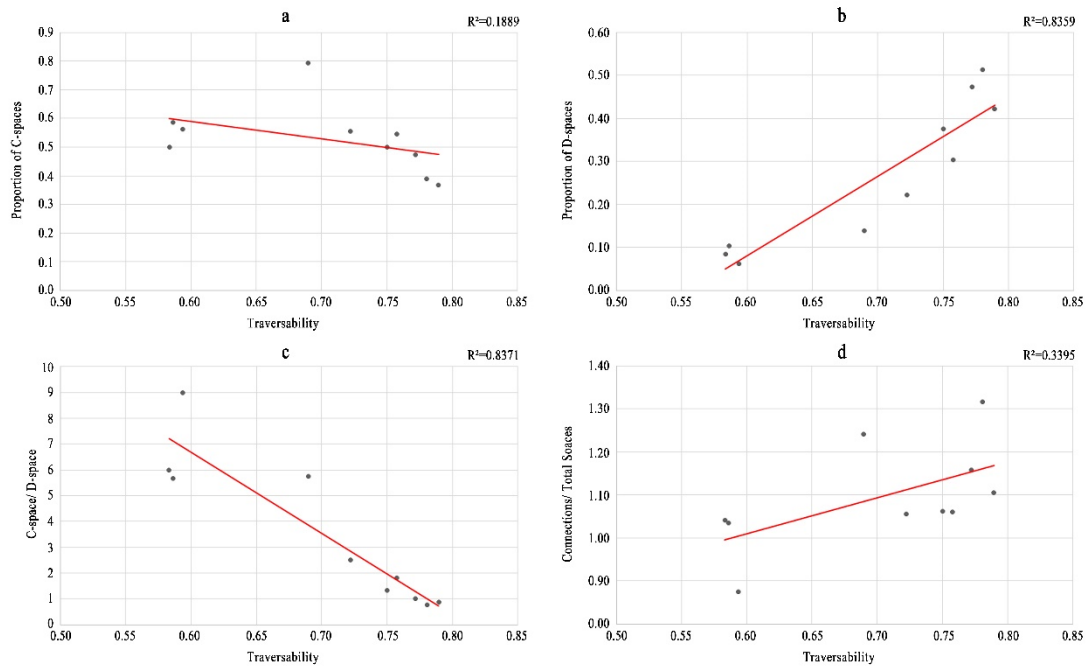 a
R²=0.1889
Proportion of C-spaces
0.9
0.8
0.7
0.6
0.5
0.4
0.3
0.2
0.1
0.0
0.50 0.55 0.60 0.65 0.70 0.75 0.80 0.85
Traversability
b
R²=0.8359
Proportion of D-spaces
0.60
0.50
0.40
0.30
0.20
0.10
0.00
0.50 0.55 0.60 0.65 0.70 0.75 0.80 0.85
Traversability
c
R²=0.8371
C-space/ D-space
10
9
8
7
6
5
4
3
2
1
0
0.50 0.55 0.60 0.65 0.70 0.75 0.80 0.85
Traversability
d
R²=0.3395
Connections/ Total Soaces
1.40
1.30
1.20
1.10
1.00
0.90
0.80
0.50 0.55 0.60 0.65 0.70 0.75 0.80 0.85
Traversability